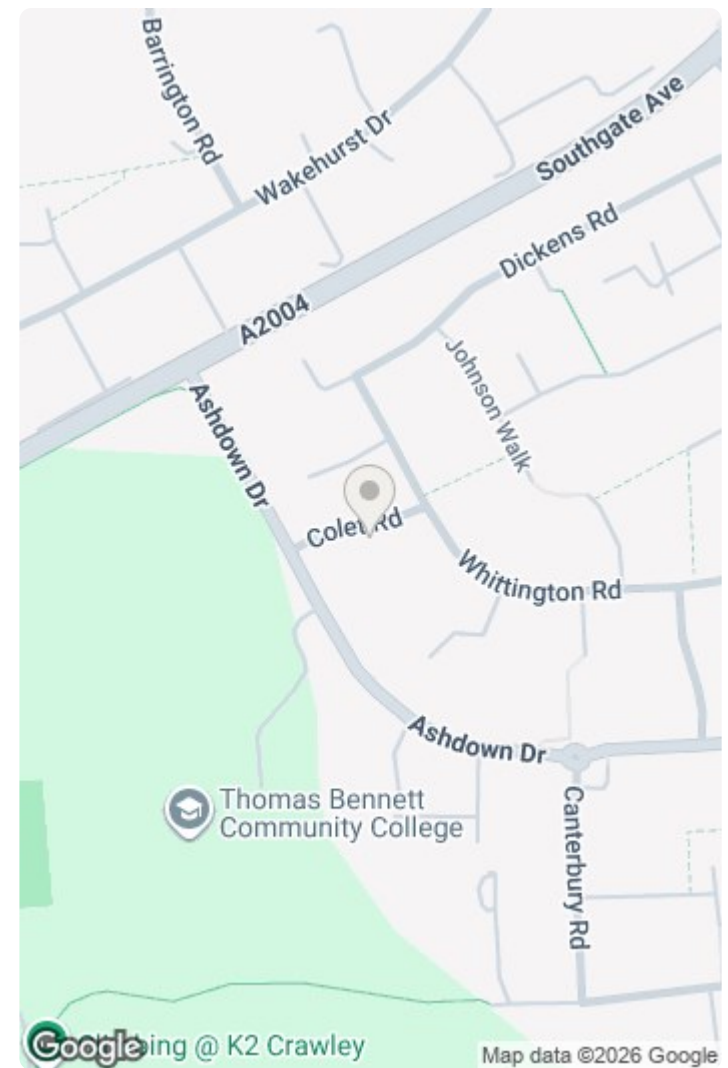 Barrington Rd
Wakehurst Dr
Southgate Ave
Dickens Rd
A2004
Johnson Walk
Ashdown Dr
Colet Rd
Whittington Rd
Ashdown Dr
Thomas Bennett
Community College
Canterbury Rd
Google
@ K2 Crawley
Map data ©2026 Google